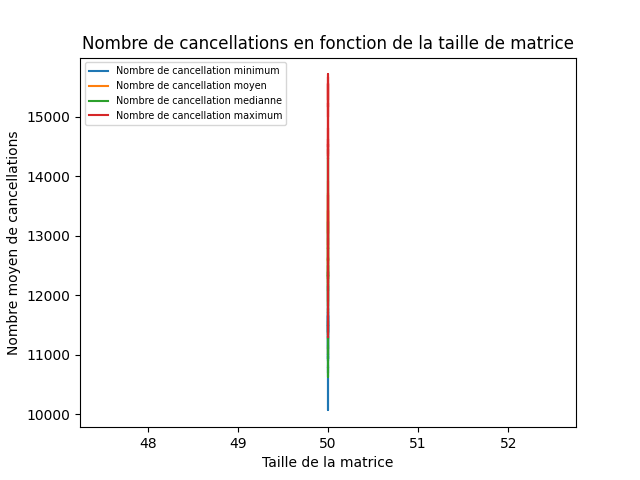 Nombre de cancellations en fonction de la taille de matrice
Nombre de cancellation minimum
Nombre de cancellation moyen
Nombre de cancellation medianne
Nombre de cancellation maximum
Nombre moyen de cancellations
15000
14000
13000
12000
11000
10000
48 49 50 51 52
Taille de la matrice